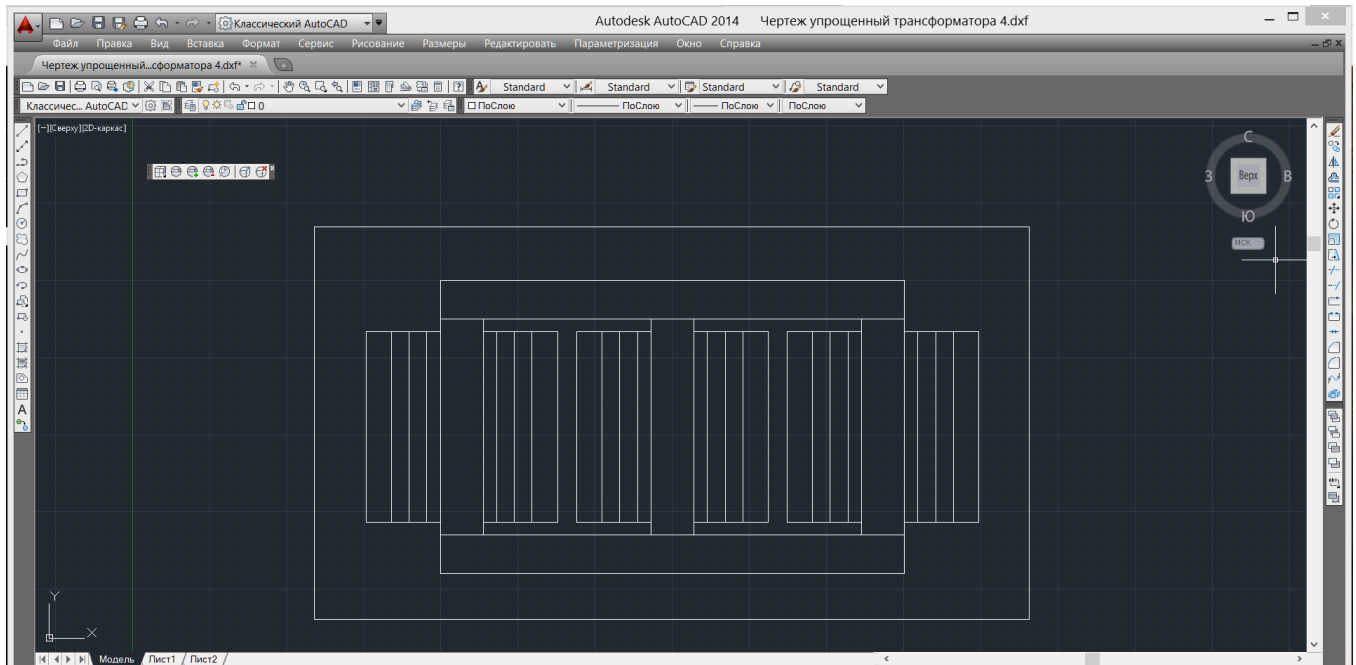 Классический AutoCAD
Autodesk AutoCAD 2014 Чертеж упрощенный трансформатора 4.dxf
Файл Правка Вид Вставка Формат Сервис Рисование Размеры Редактировать Параметризация Окно Справка
Чертеж упрощенный...сформатора 4.dxf*
Standard Standard Standard Standard
Классичес... AutoCAD 0 ПоСлою ПоСлою ПоСлою ПоСлою
[−][Сверху][2D-каркас]
С
З Верх В
Ю
МСК
Y
X
A
Модель Лист1 Лист2